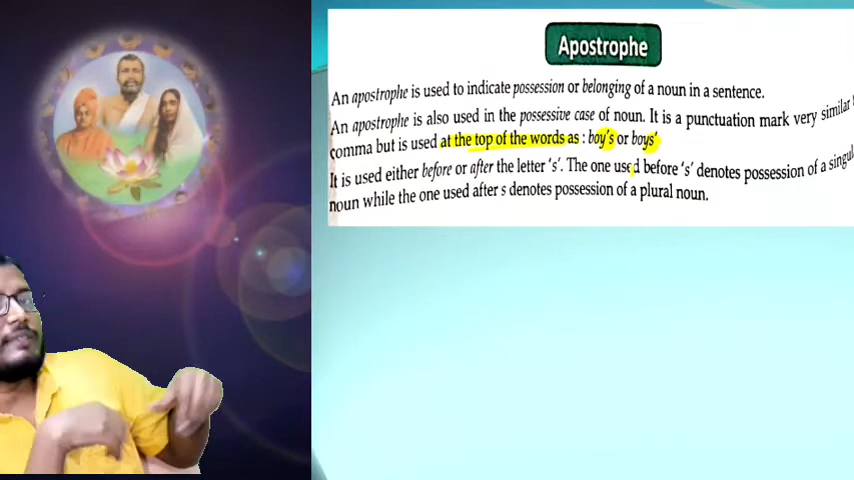 Apostrophe
An apostrophe is used to indicate possession or belonging of a noun in a sentence.
An apostrophe is also used in the possessive case of noun. It is a punctuation mark very similar
comma but is used at the top of the words as : boy's or boys'
It is used either before or after the letter 's'. The one used before 's' denotes possession of a singul
noun while the one used after s denotes possession of a plural noun.